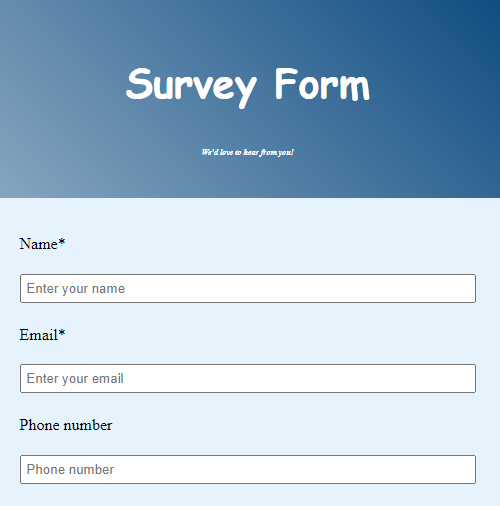 Survey Form
We'd love to hear from you!
Name*
Enter your name
Email*
Enter your email
Phone number
Phone number